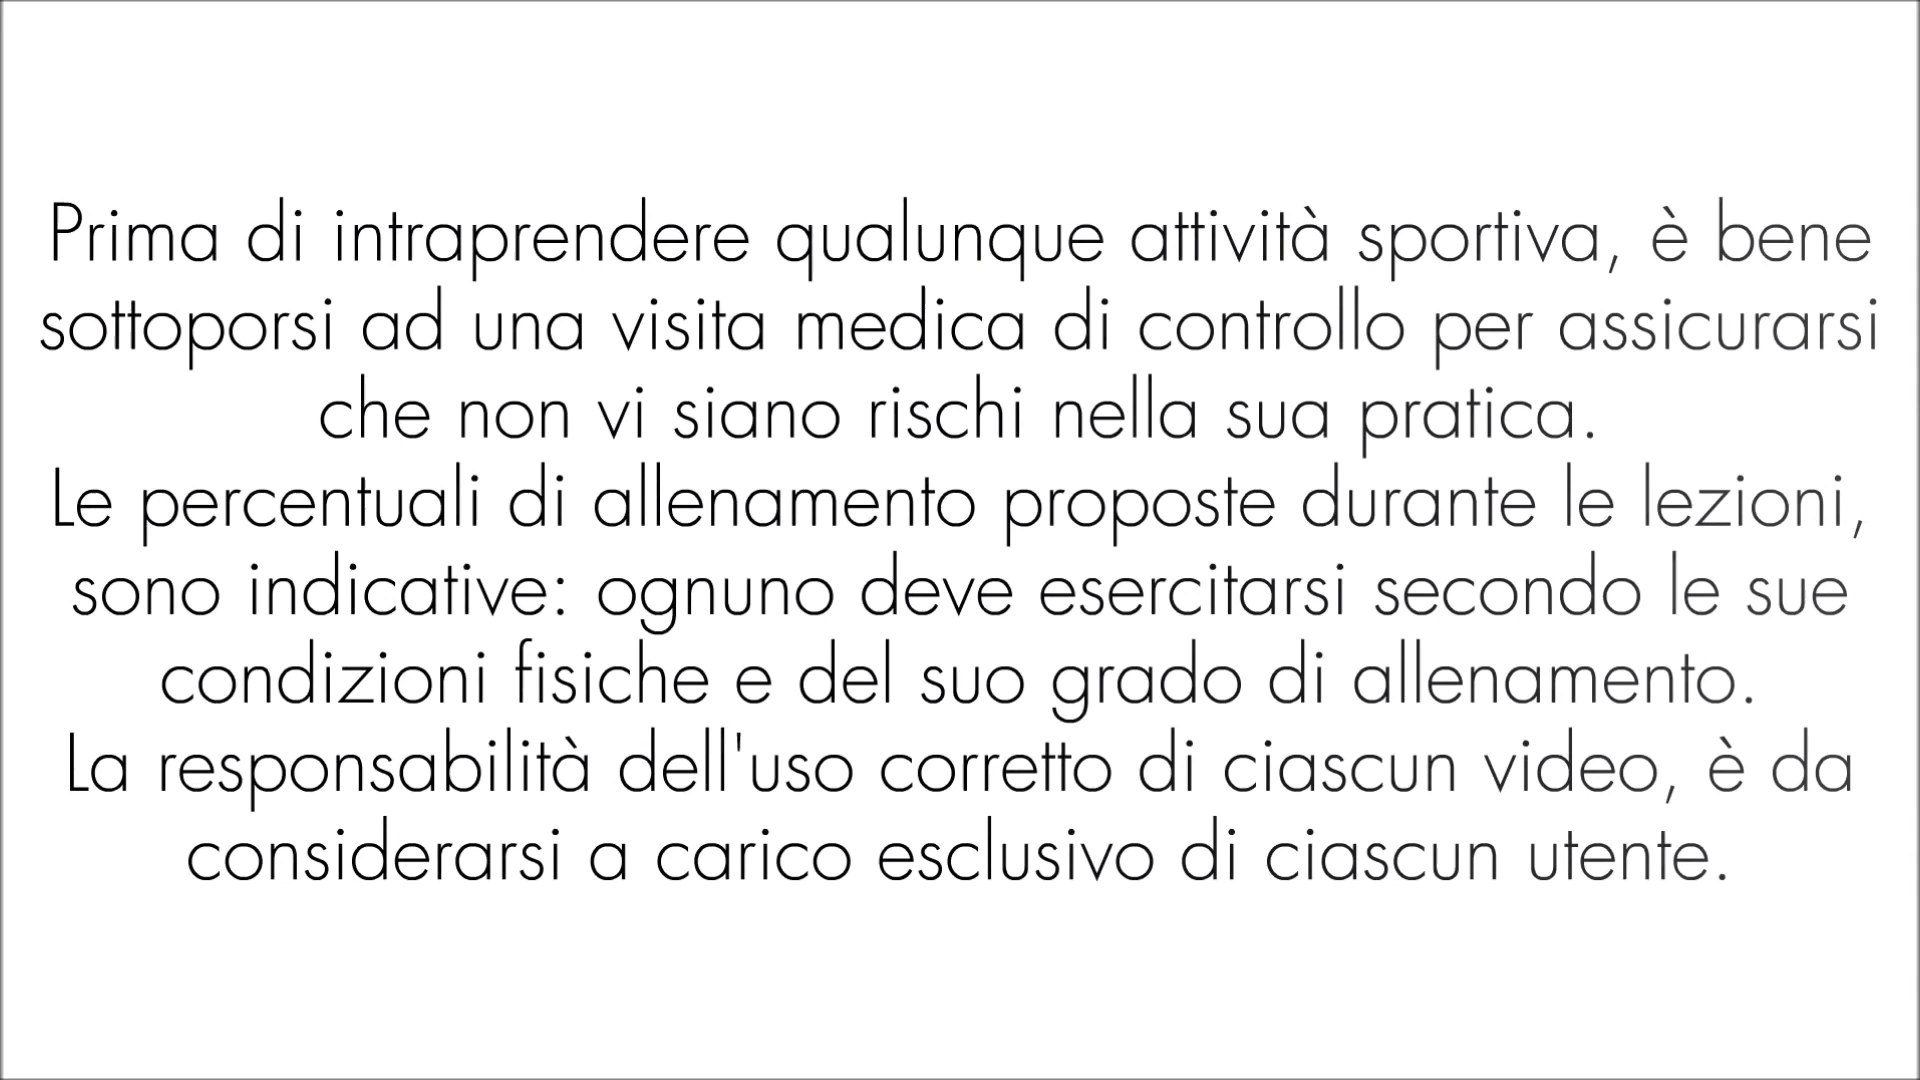 Prima di intraprendere qualunque attività sportiva, è bene
sottoporsi ad una visita medica di controllo per assicurarsi
che non vi siano rischi nella sua pratica.
Le percentuali di allenamento proposte durante le lezioni,
sono indicative: ognuno deve esercitarsi secondo le sue
condizioni fisiche e del suo grado di allenamento.
La responsabilità dell'uso corretto di ciascun video, è da
considerarsi a carico esclusivo di ciascun utente.